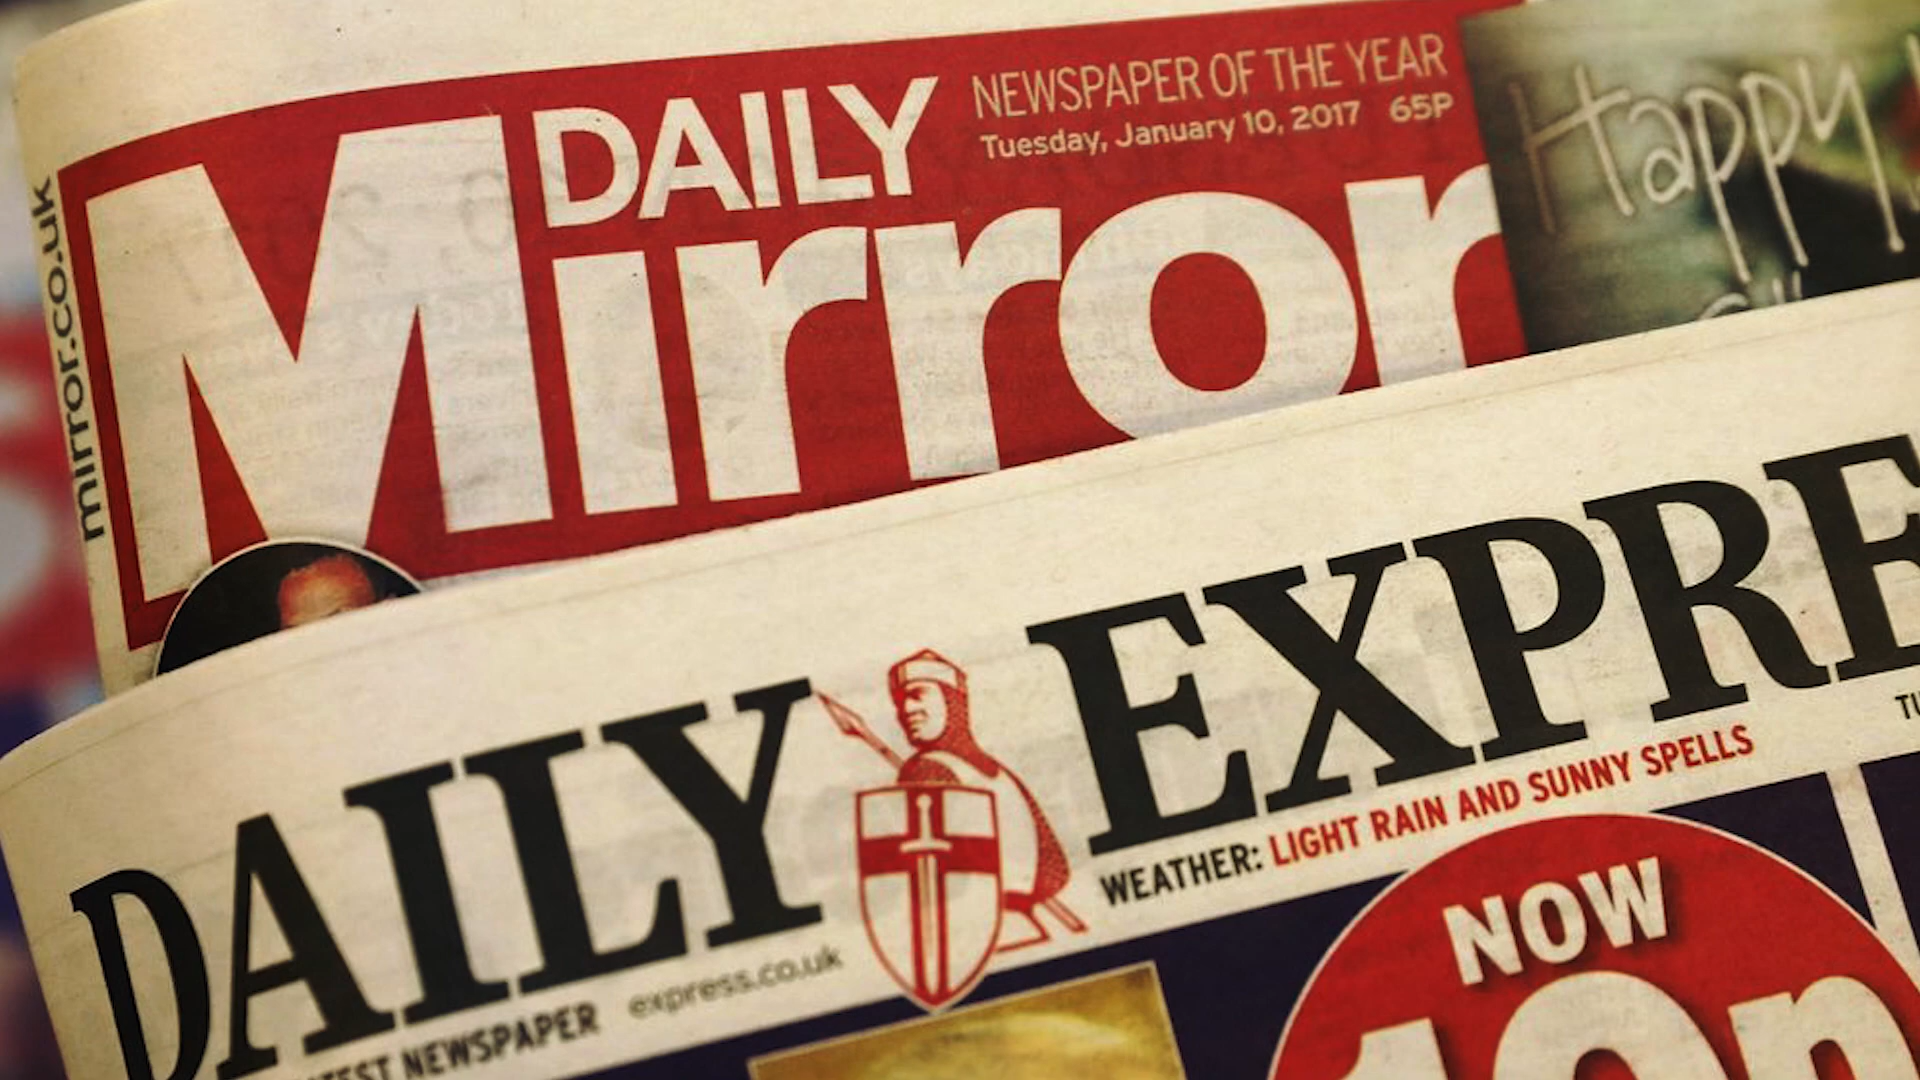 mirror.co.uk
DAILY
Mirror
NEWSPAPER OF THE YEAR
Tuesday, January 10, 2017 65P
Happy
DAILY EXPRE
WEATHER: LIGHT RAIN AND SUNNY SPELLS
NEWSPAPER express.co.uk
NOW
10p